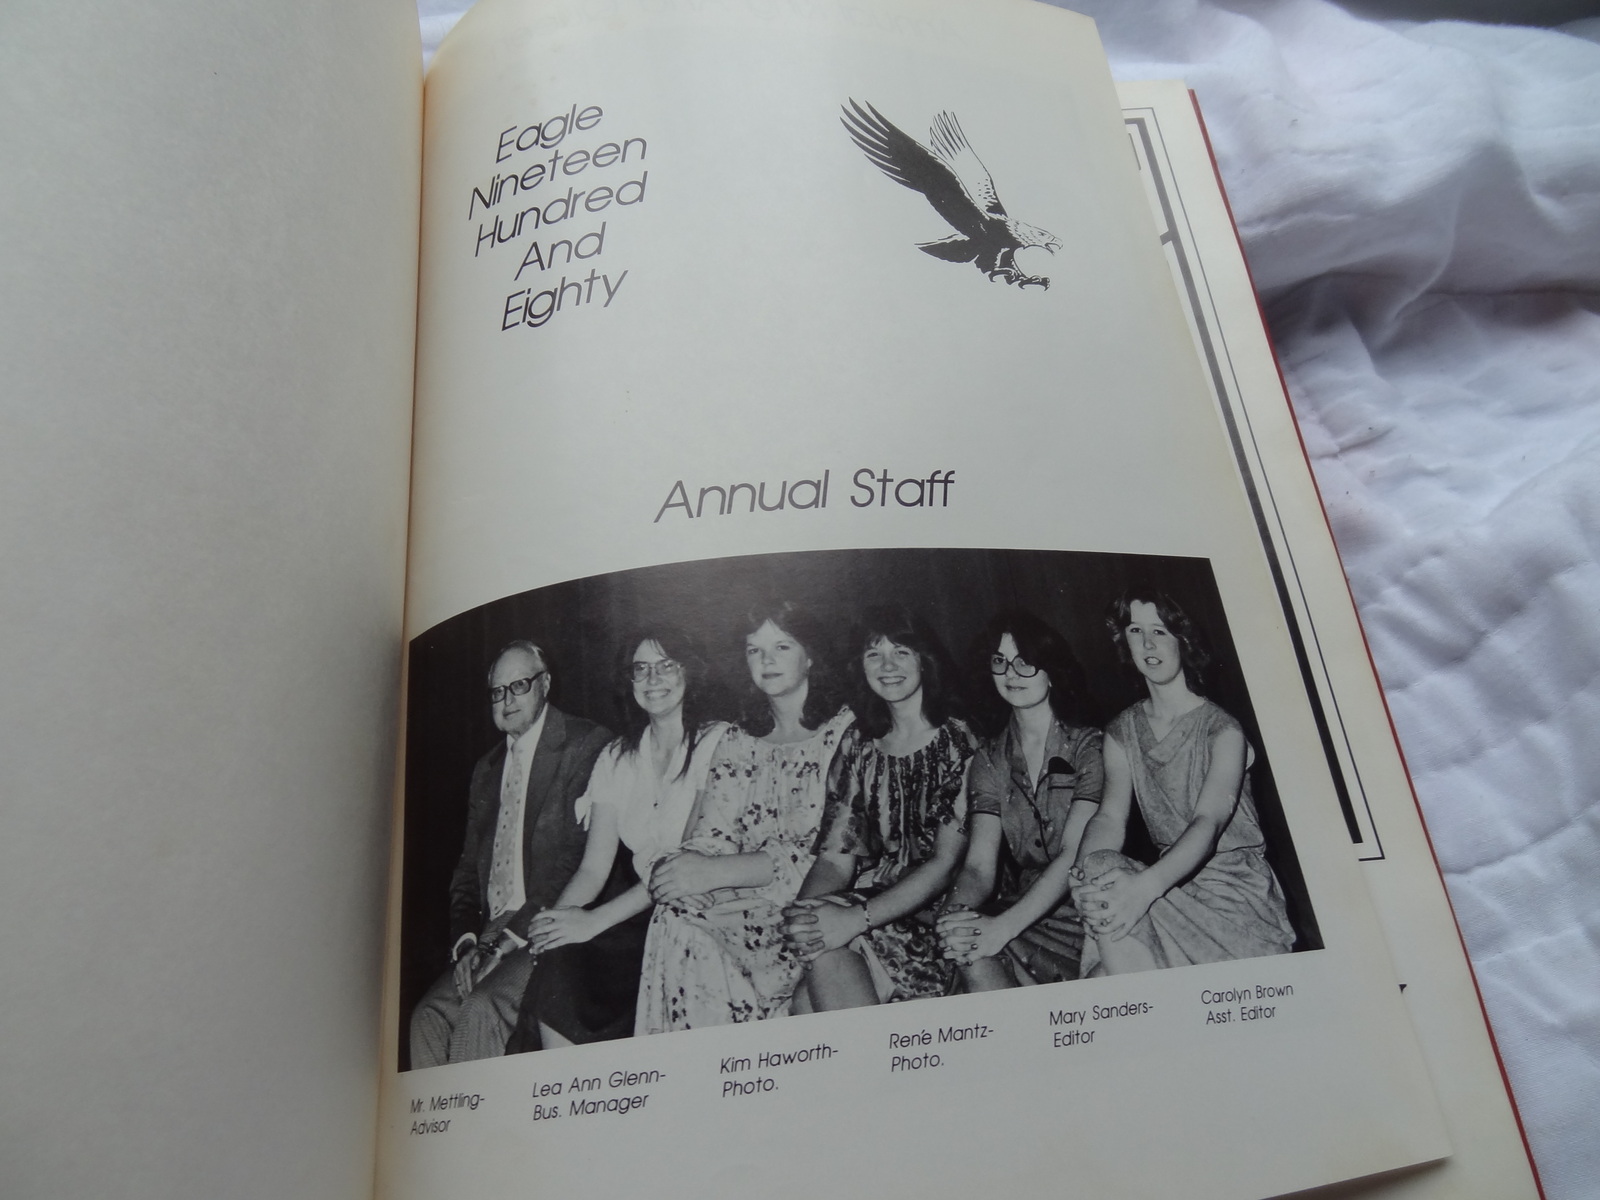 Eagle
Nineteen
Hundred
And
Eighty
Annual Staff
Mr. Mettling-
Advisor
Lea Ann Glenn-
Bus. Manager
Kim Haworth-
Photo.
Rene'e Mantz-
Photo.
Mary Sanders-
Editor
Carolyn Brown
Asst. Editor